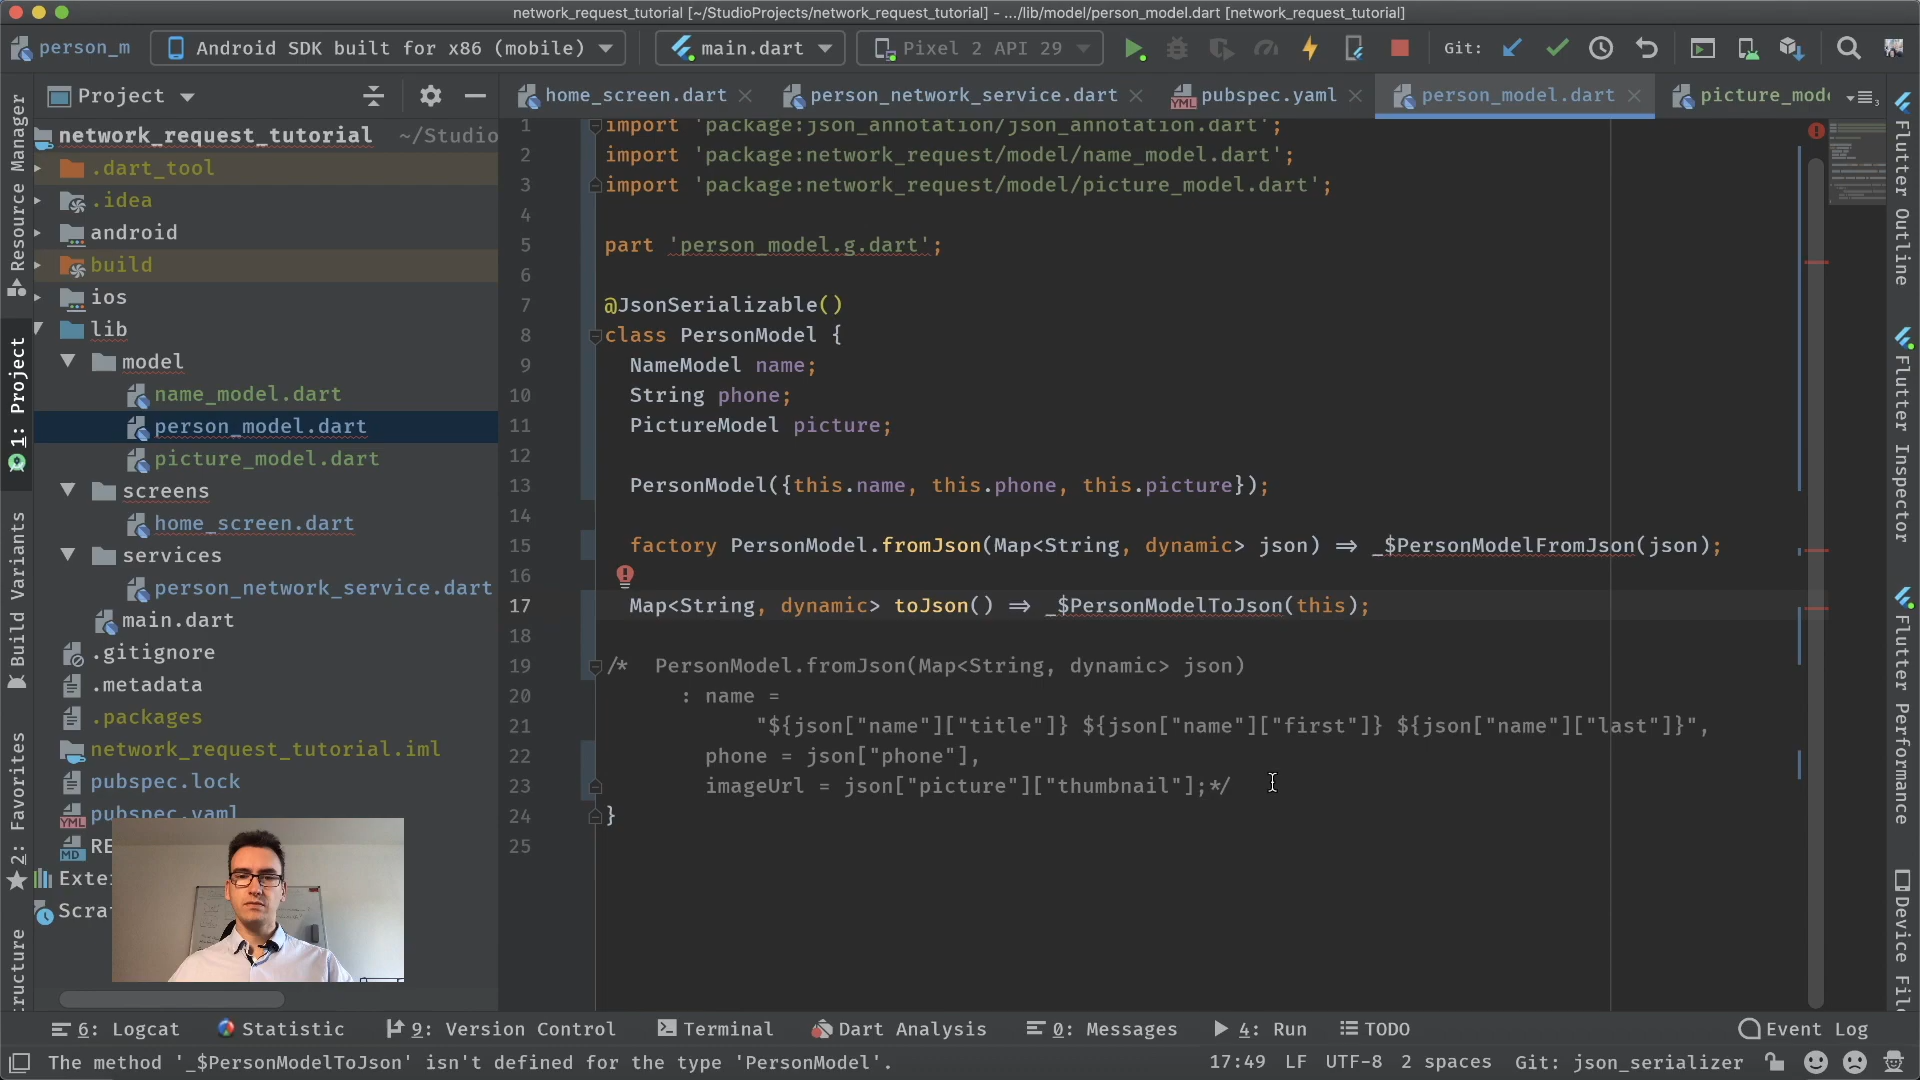 network_request_tutorial [~/StudioProjects/network_request_tutorial] - .../lib/model/person_model.dart [network_request_tutorial]
person_m
Android SDK built for x86 (mobile)
main.dart
Pixel 2 API 29
Git:
Project
home_screen.dart
person_network_service.dart
pubspec.yaml
person_model.dart
picture_mod
network_request_tutorial ~/Studio
.dart_tool
.idea
android
build
ios
lib
model
name_model.dart
person_model.dart
picture_model.dart
screens
home_screen.dart
services
person_network_service.dart
main.dart
.gitignore
.metadata
.packages
network_request_tutorial.iml
pubspec.lock
pubspec.yaml
RE
Exte
Scra
1 import 'package:json_annotation/json_annotation.dart';
2 import 'package:network_request/model/name_model.dart';
3 import 'package:network_request/model/picture_model.dart';
4
5 part 'person_model.g.dart';
6
7 @JsonSerializable()
8 class PersonModel {
9 NameModel name;
10 String phone;
11 PictureModel picture;
12
13 PersonModel({this.name, this.phone, this.picture});
14
15 factory PersonModel.fromJson(Map<String, dynamic> json) => _$PersonModelFromJson(json);
16
17 Map<String, dynamic> toJson() => _$PersonModelToJson(this);
18
19 /* PersonModel.fromJson(Map<String, dynamic> json)
20 : name =
21 "${json["name"]["title"]} ${json["name"]["first"]} ${json["name"]["last"]}",
22 phone = json["phone"],
23 imageUrl = json["picture"]["thumbnail"];*/
24 }
25
Resource Manager
1: Project
Build Variants
2: Favorites
ructure
Flutter Outline
Flutter Inspector
Flutter Performance
Device Fil
6: Logcat
Statistic
9: Version Control
Terminal
Dart Analysis
0: Messages
4: Run
TODO
Event Log
The method '_$PersonModelToJson' isn't defined for the type 'PersonModel'.
17:49 LF UTF-8 2 spaces Git: json_serializer